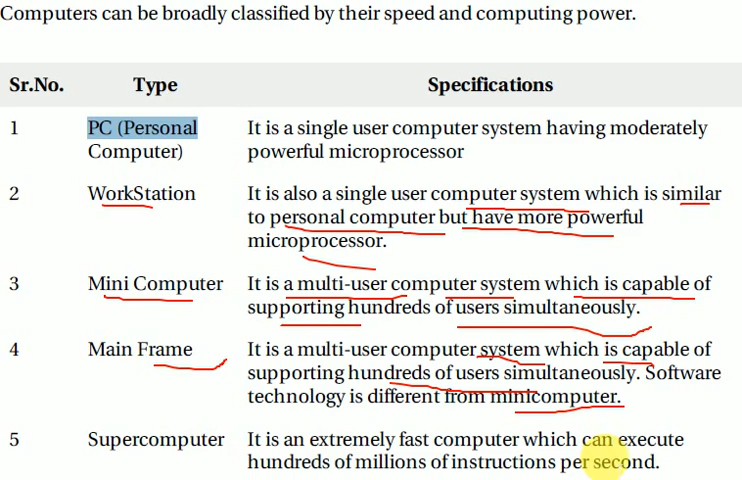 Computers can be broadly classified by their speed and computing power.
Sr.No. Type Specifications
1 PC (Personal It is a single user computer system having moderately
Computer) powerful microprocessor
2 WorkStation It is also a single user computer system which is similar
to personal computer but have more powerful
microprocessor.
3 Mini Computer It is a multi-user computer system which is capable of
supporting hundreds of users simultaneously.
4 Main Frame It is a multi-user computer system which is capable of
supporting hundreds of users simultaneously. Software
technology is different from minicomputer.
5 Supercomputer It is an extremely fast computer which can execute
hundreds of millions of instructions per second.